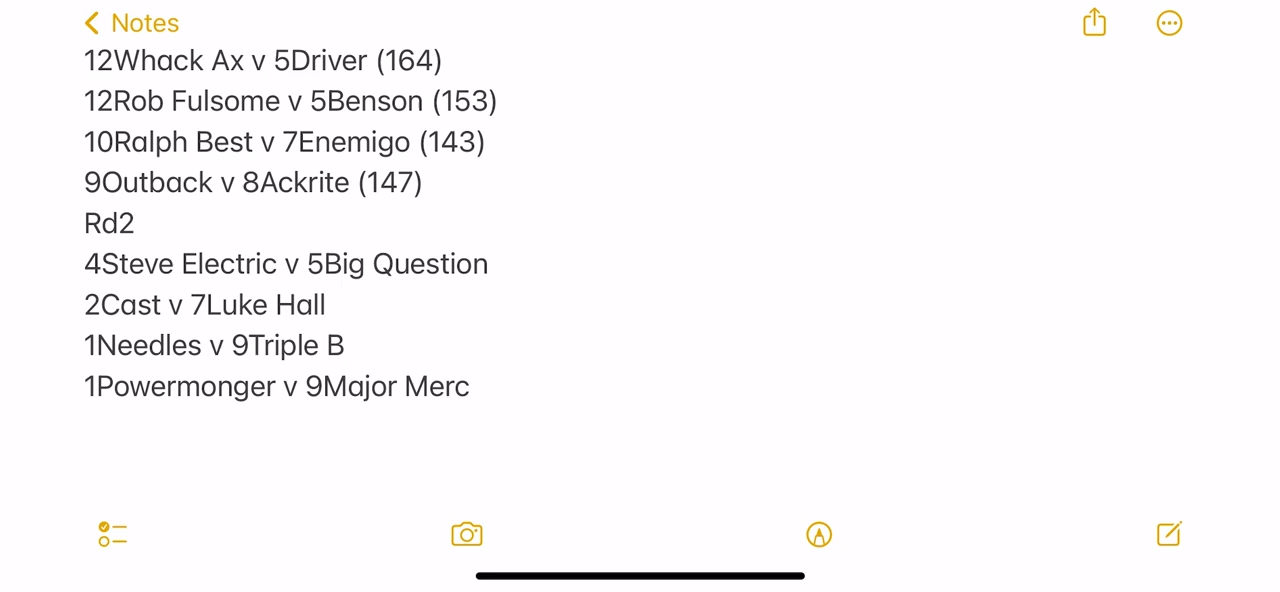 Notes
12Whack Ax v 5Driver (164)
12Rob Fulsome v 5Benson (153)
10Ralph Best v 7Enemigo (143)
9Outback v 8Ackrite (147)
Rd2
4Steve Electric v 5Big Question
2Cast v 7Luke Hall
1Needles v 9Triple B
1Powermonger v 9Major Merc